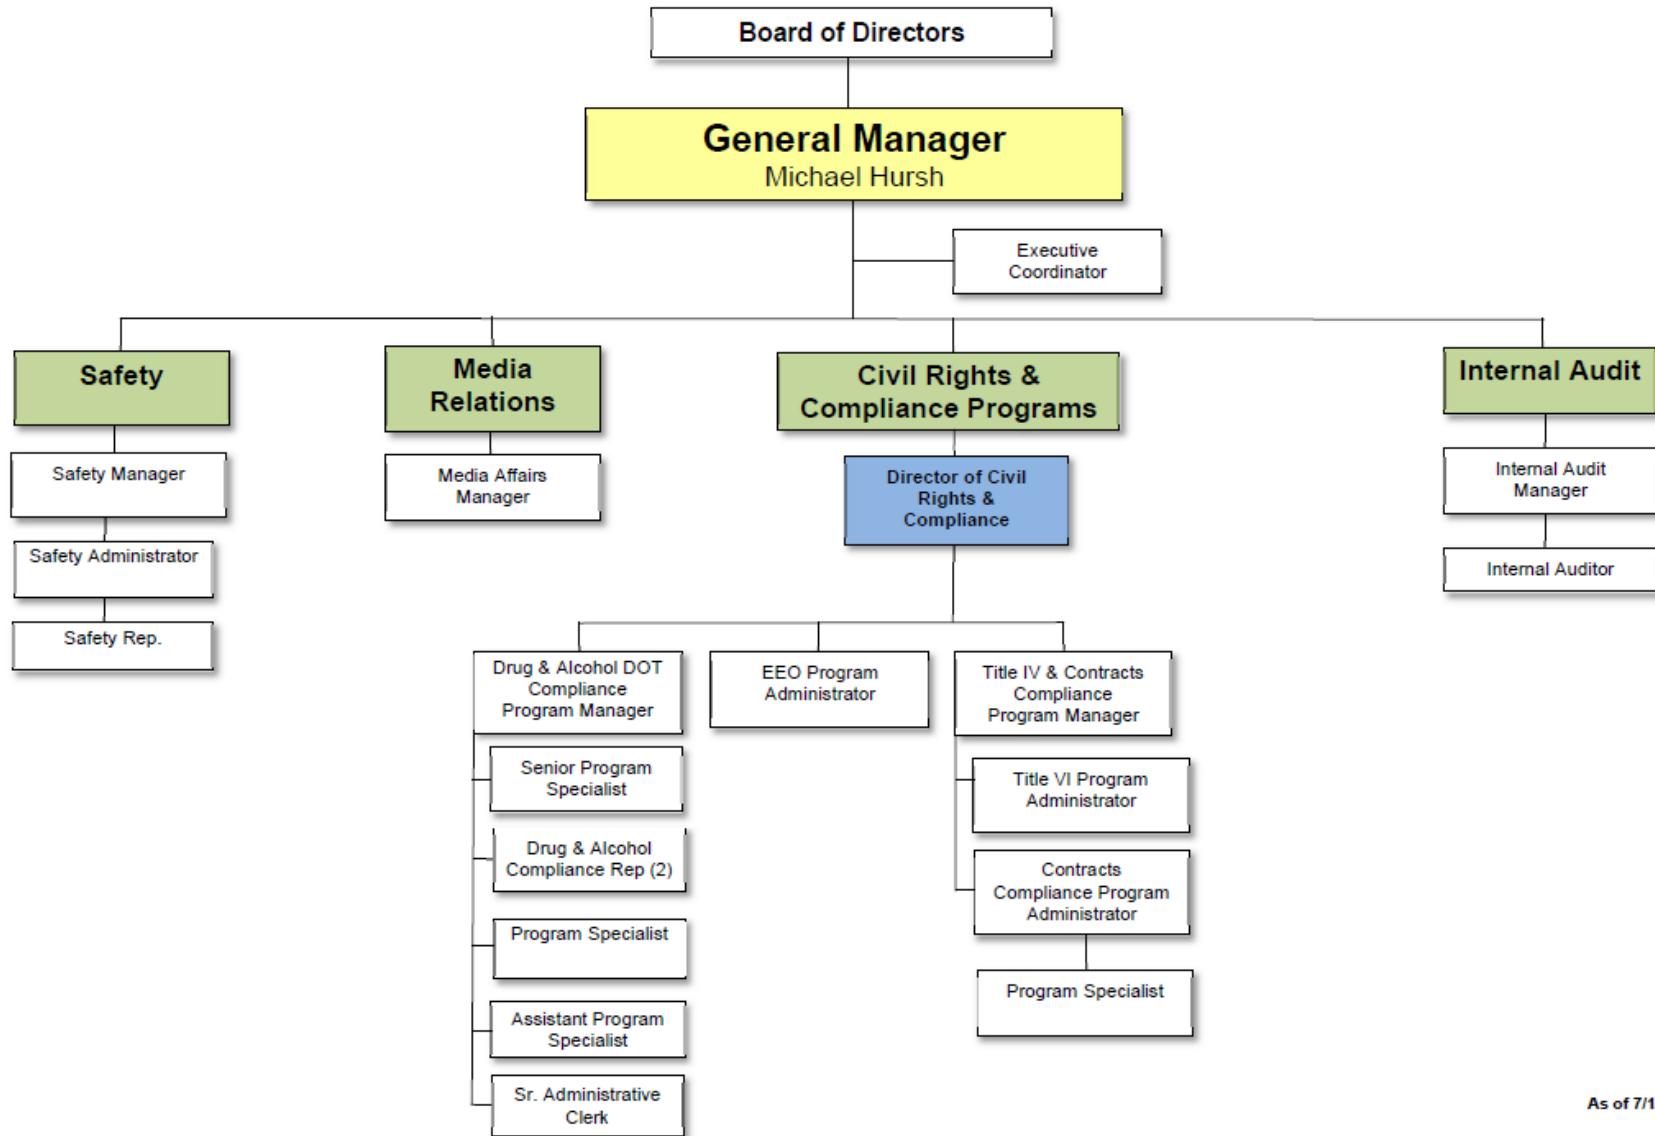 Board of Directors
General Manager
Michael Hursh
Executive
Coordinator
Safety
Media
Relations
Civil Rights &
Compliance Programs
Internal Audit
Safety Manager
Media Affairs
Manager
Director of Civil
Rights &
Compliance
Internal Audit
Manager
Safety Administrator
Internal Auditor
Safety Rep.
Drug & Alcohol DOT
Compliance
Program Manager
EEO Program
Administrator
Title IV & Contracts
Compliance
Program Manager
Senior Program
Specialist
Title VI Program
Administrator
Drug & Alcohol
Compliance Rep (2)
Contracts
Compliance Program
Administrator
Program Specialist
Program Specialist
Assistant Program
Specialist
Sr. Administrative
Clerk
As of 7/1